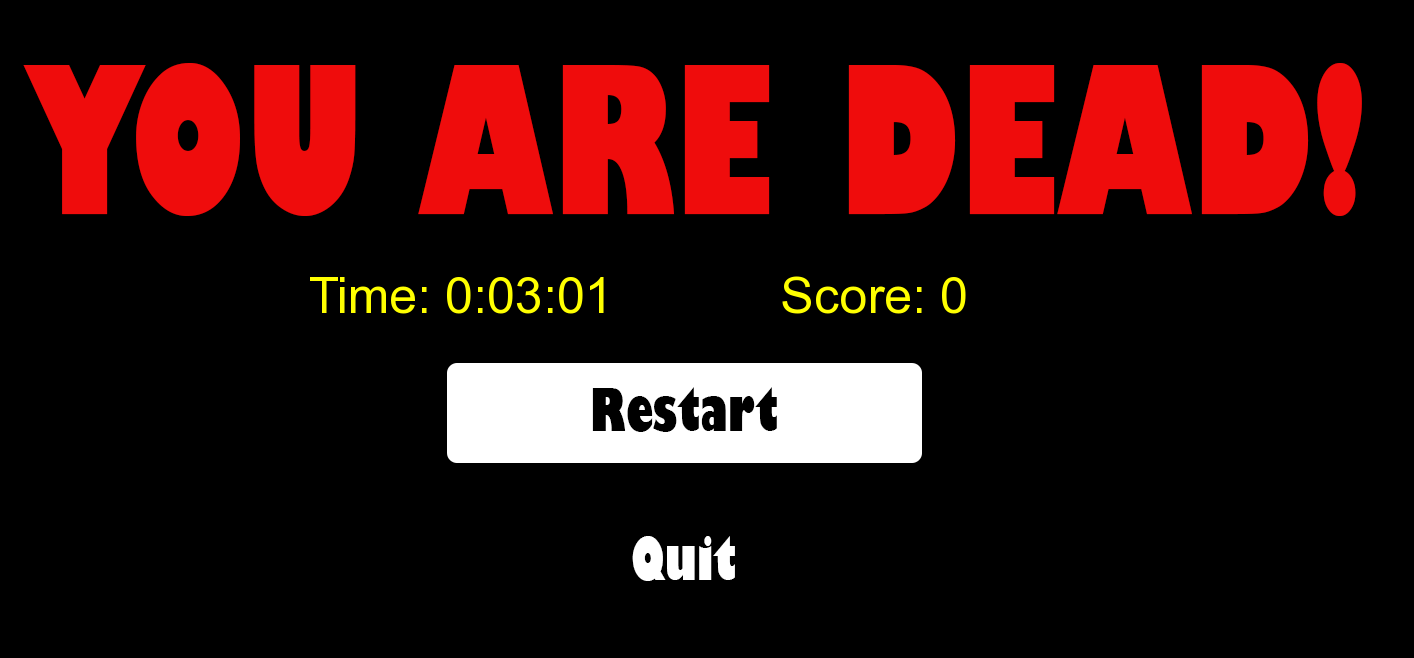 YOU ARE DEAD!
Time: 0:03:01 Score: 0
Restart
Quit